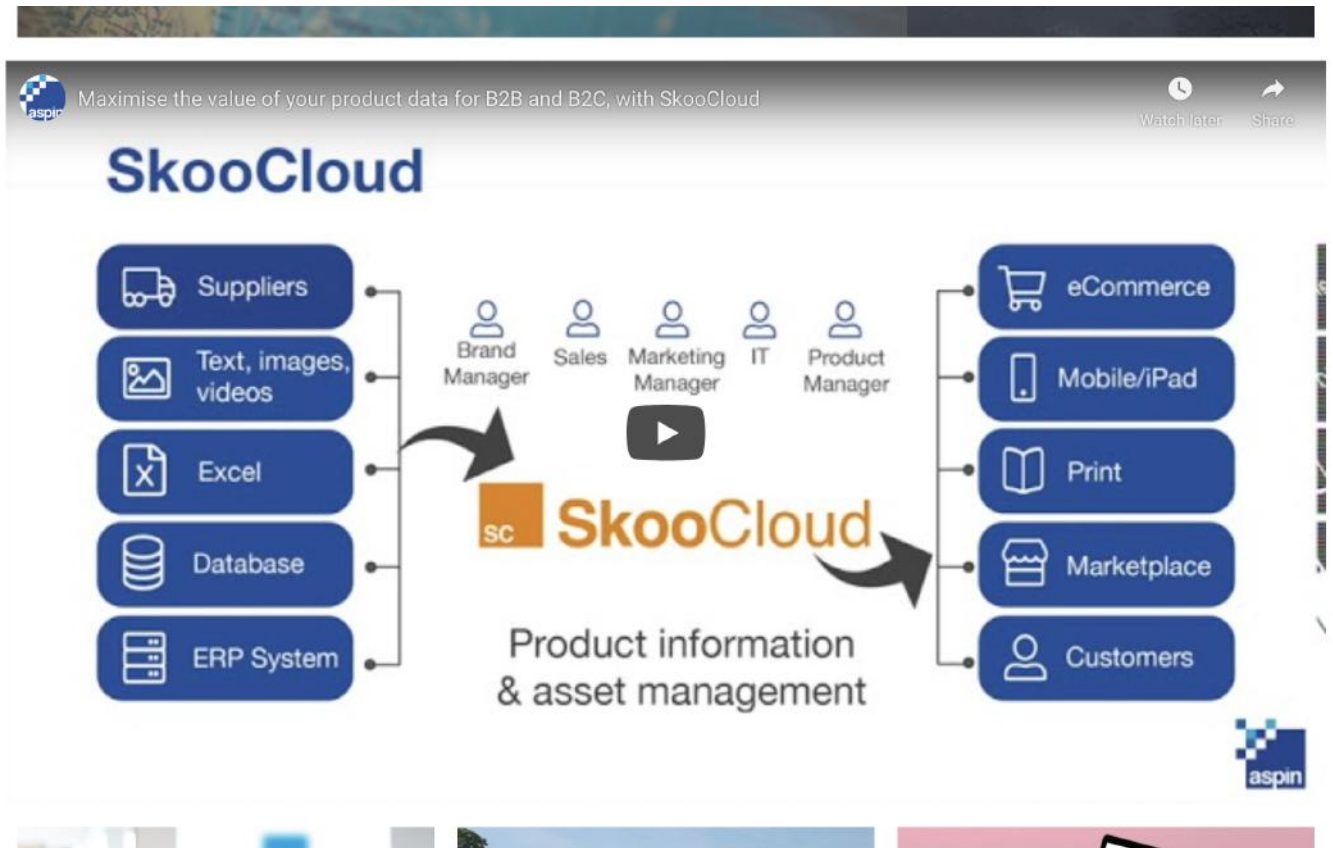 aspin
Maximise the value of your product data for B2B and B2C, with SkooCloud
Watch later
Share
SkooCloud
Suppliers
Text, images,
videos
Excel
Database
ERP System
Brand
Manager
Sales
Marketing
Manager
IT
Product
Manager
SC
SkooCloud
Product information
& asset management
eCommerce
Mobile/iPad
Print
Marketplace
Customers
aspin